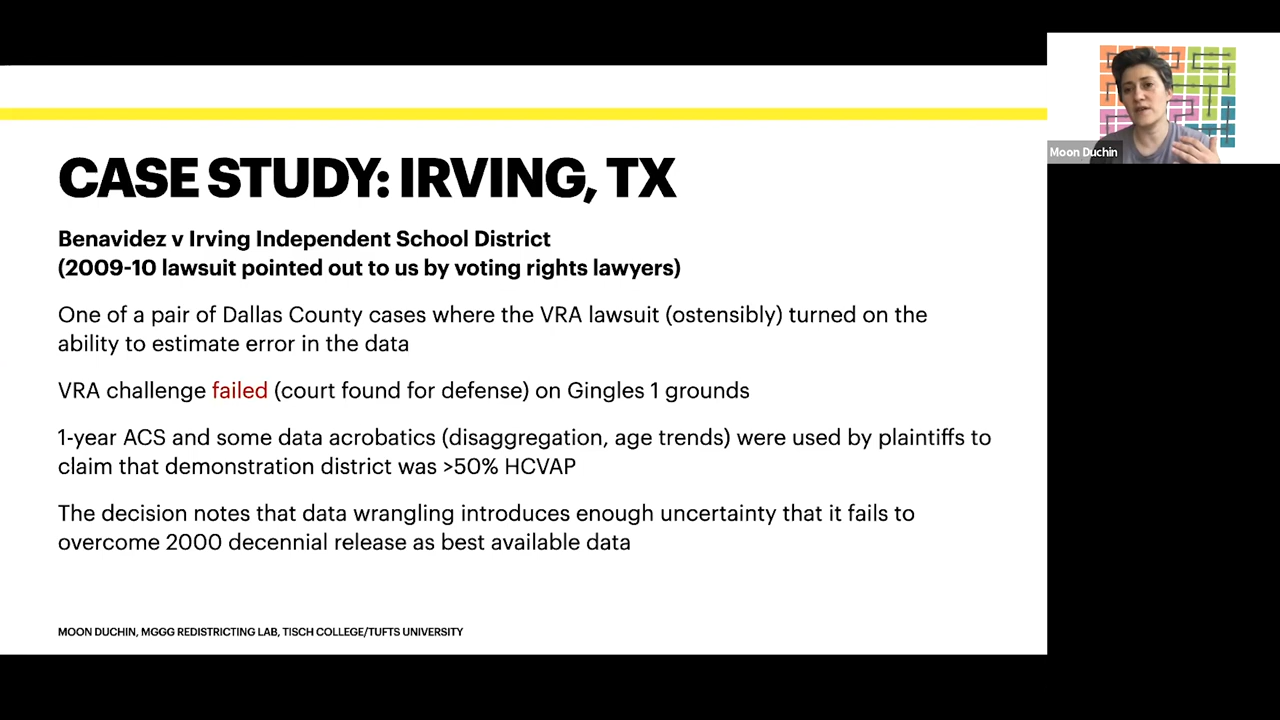 CASE STUDY: IRVING, TX
Benavidez v Irving Independent School District
(2009-10 lawsuit pointed out to us by voting rights lawyers)
One of a pair of Dallas County cases where the VRA lawsuit (ostensibly) turned on the
ability to estimate error in the data
VRA challenge failed (court found for defense) on Gingles 1 grounds
1-year ACS and some data acrobatics (disaggregation, age trends) were used by plaintiffs to
claim that demonstration district was >50% HCVAP
The decision notes that data wrangling introduces enough uncertainty that it fails to
overcome 2000 decennial release as best available data
MOON DUCHIN, MGGG REDISTRICTING LAB, TISCH COLLEGE/TUFTS UNIVERSITY
Moon Duchin